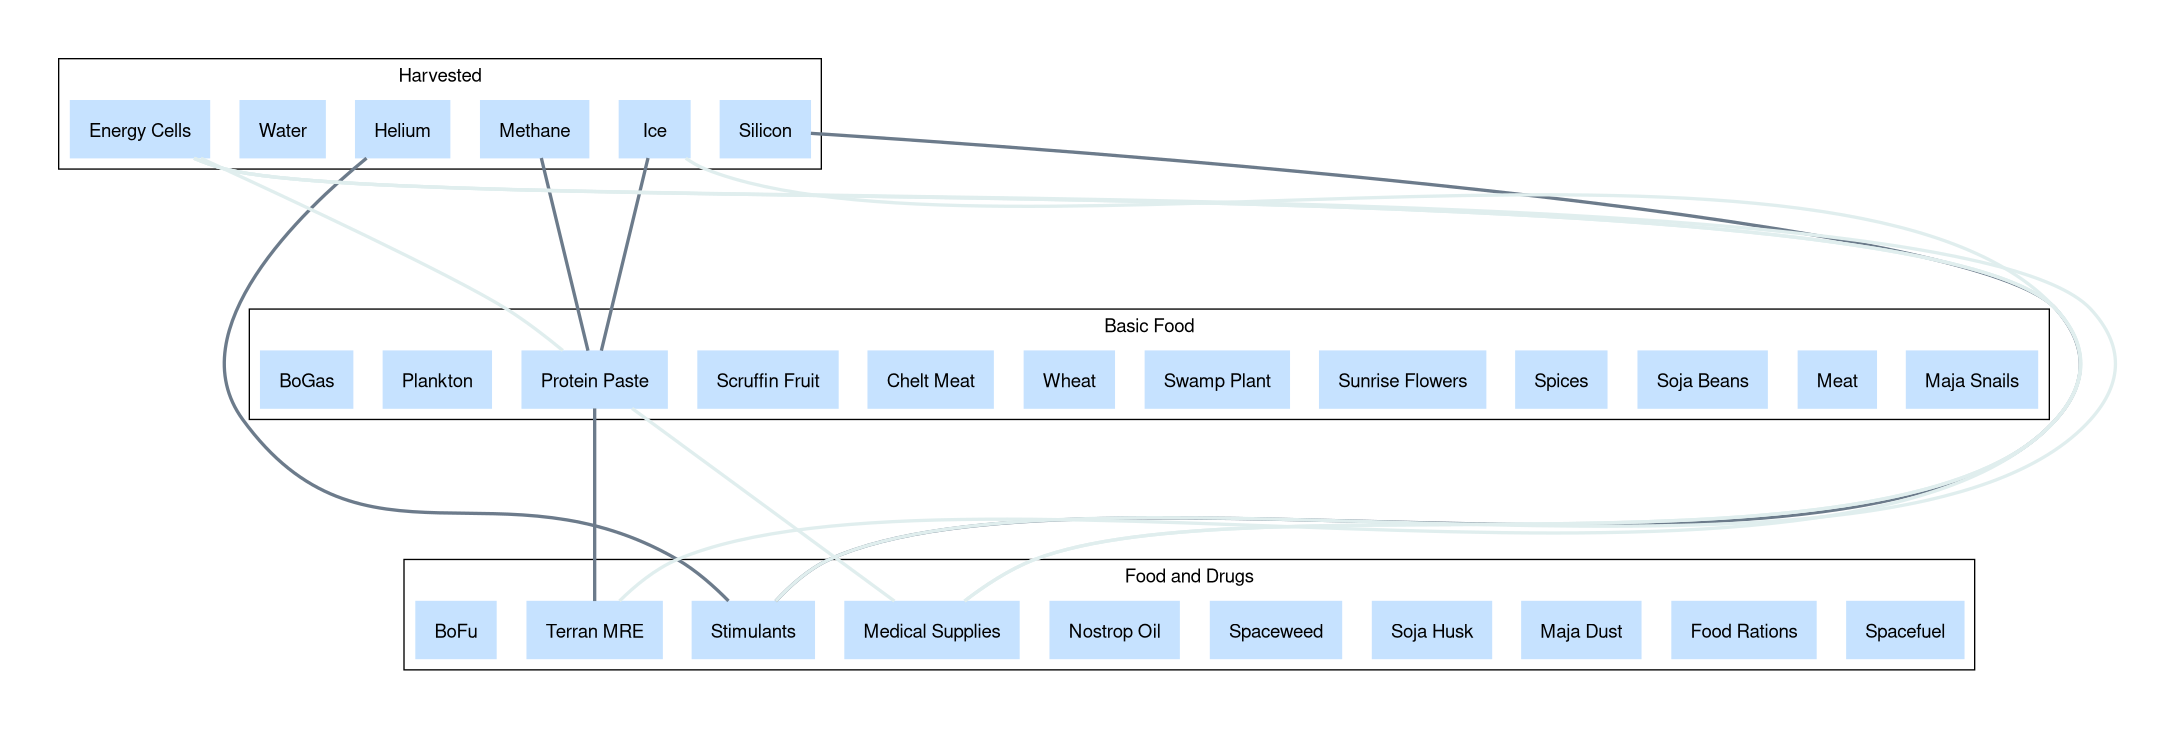 Harvested
Energy Cells
Water
Helium
Methane
Ice
Silicon
Basic Food
BoGas
Plankton
Protein Paste
Scruffin Fruit
Chelt Meat
Wheat
Swamp Plant
Sunrise Flowers
Spices
Soja Beans
Meat
Maja Snails
Food and Drugs
BoFu
Terran MRE
Stimulants
Medical Supplies
Nostrop Oil
Spaceweed
Soja Husk
Maja Dust
Food Rations
Spacefuel